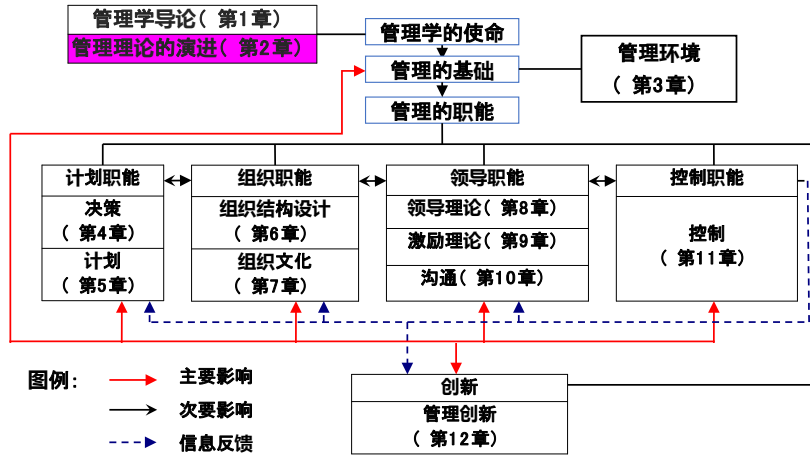 管理学导论( 第1章)
管理理论的演进( 第2章)
管理学的使命
管理的基础
管理的职能
管理环境
( 第3章)
计划职能
决策
( 第4章)
计划
( 第5章)
组织职能
组织结构设计
( 第6章)
组织文化
( 第7章)
领导职能
领导理论( 第8章)
激励理论( 第9章)
沟通( 第10章)
控制职能
控制
( 第11章)
创新
管理创新
( 第12章)
图例:
主要影响
次要影响
信息反馈